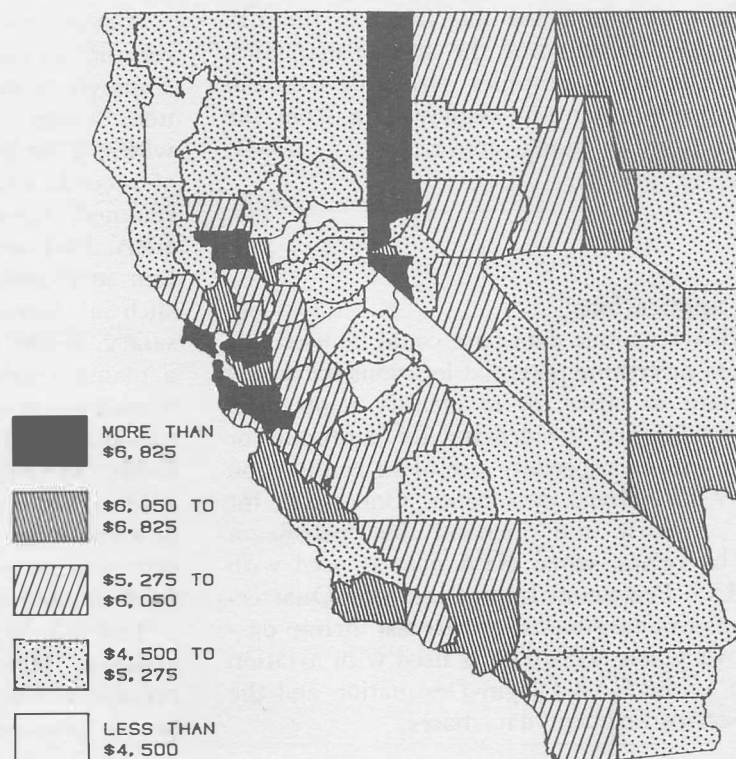 MORE THAN
$6,825
$6,050 TO
$6,825
$5,275 TO
$6,050
$4,500 TO
$5,275
LESS THAN
$4,500